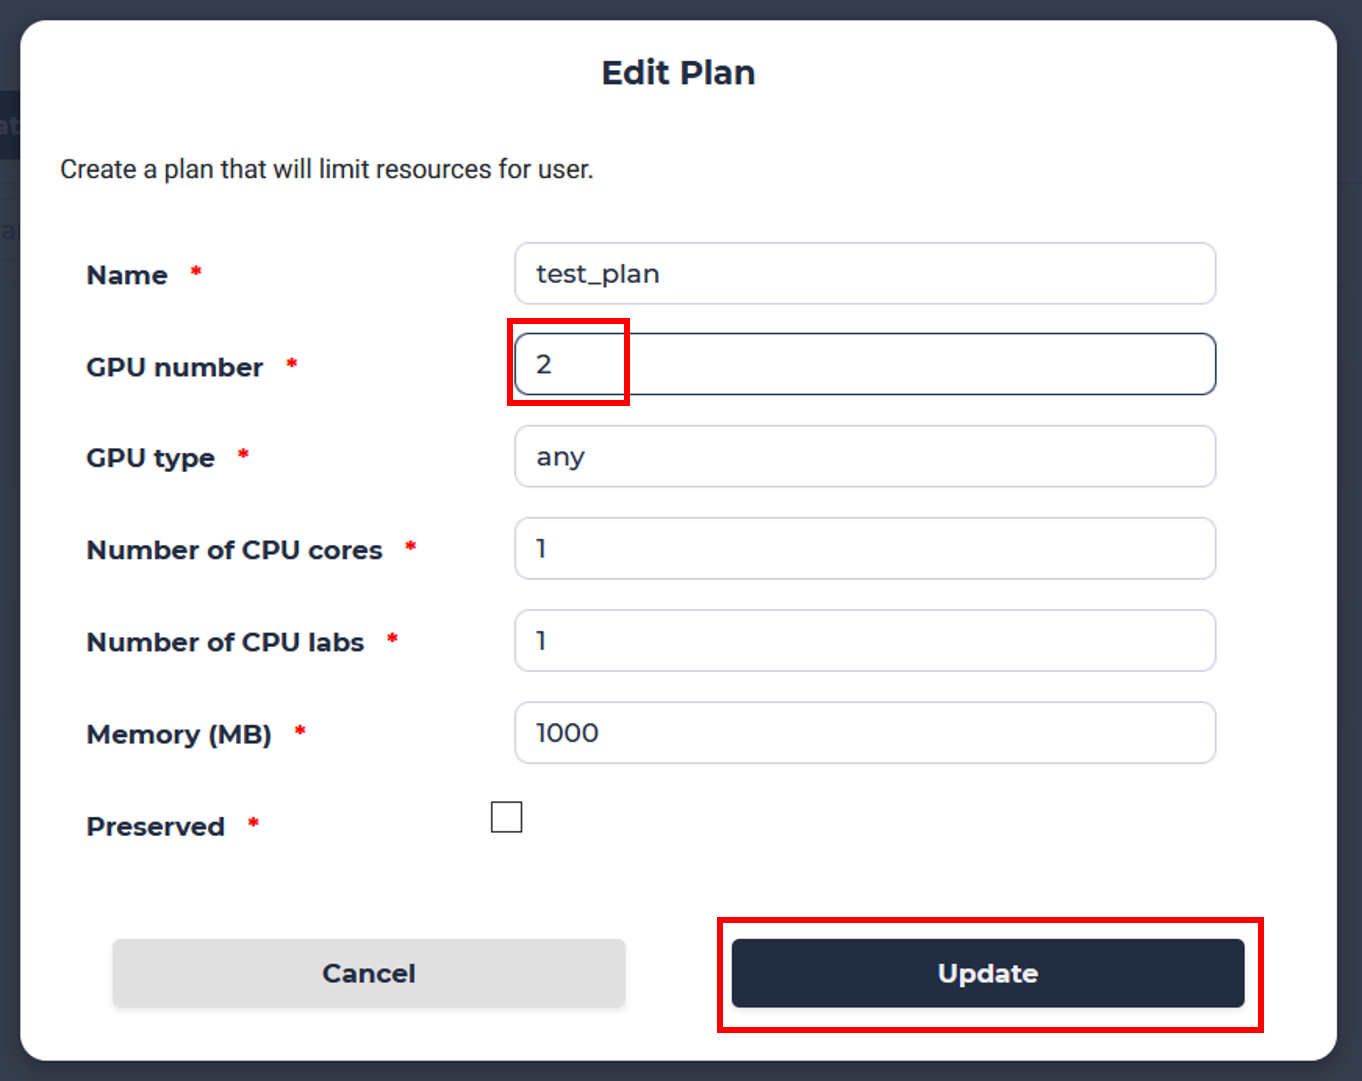 Edit Plan
Create a plan that will limit resources for user.
Name * test_plan
GPU number * 2
GPU type * any
Number of CPU cores * 1
Number of CPU labs * 1
Memory (MB) * 1000
Preserved *
Cancel Update